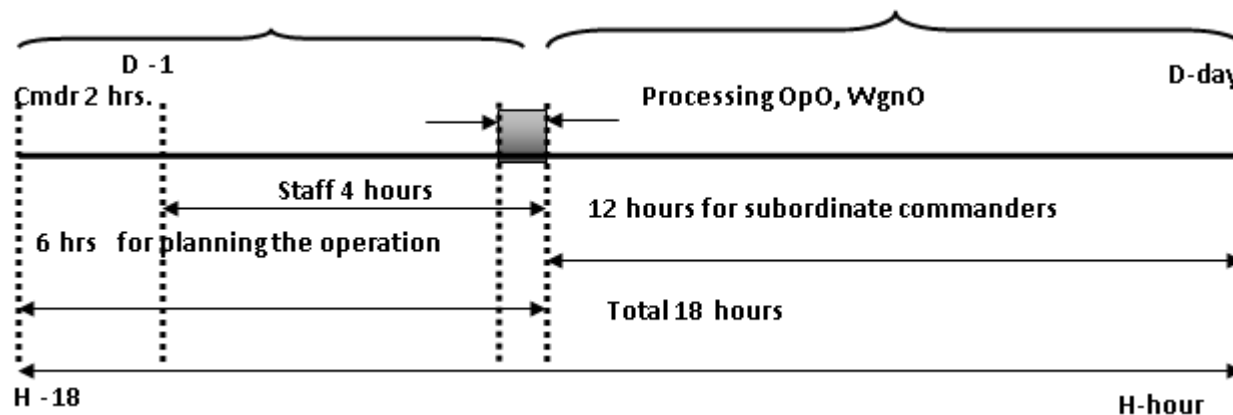 D -1
D-day
Cmdr 2 hrs.
Processing OpO, WgnO
Staff 4 hours
12 hours for subordinate commanders
6 hrs for planning the operation
Total 18 hours
H -18
H-hour